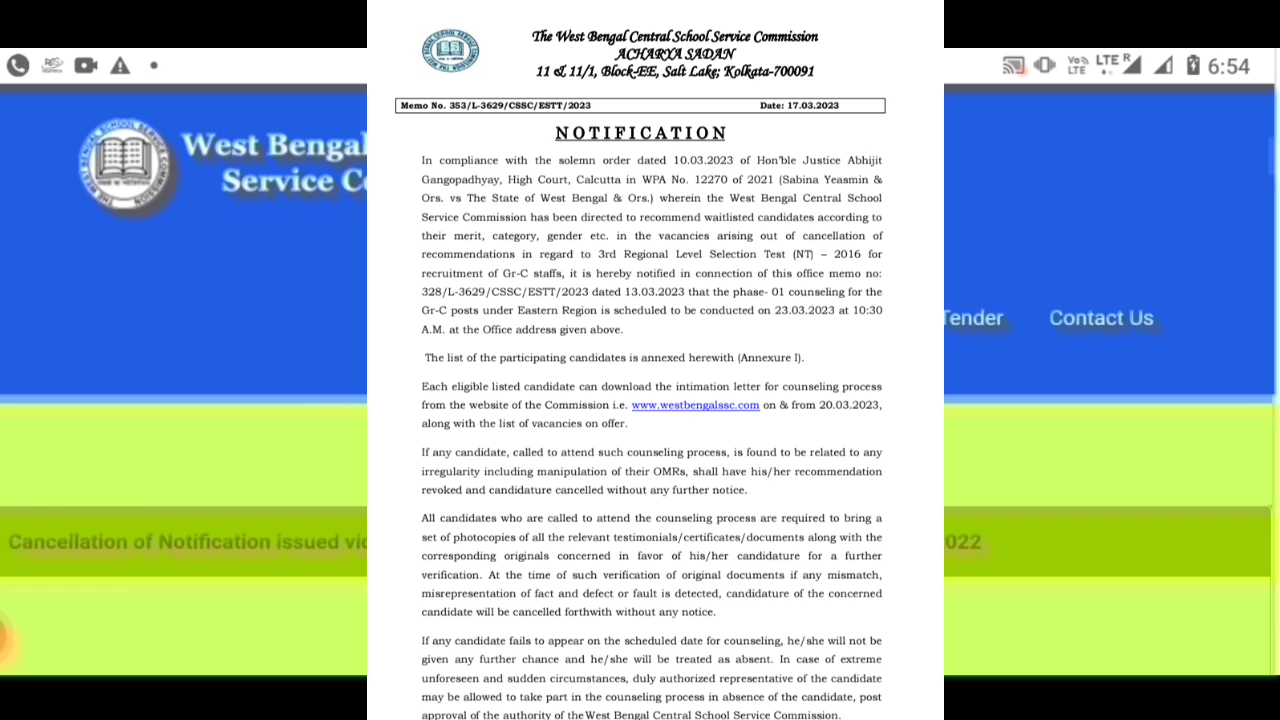 The West Bengal Central School Service Commission
ACHARYA SADAN
11 & 11/1, Block-EE, Salt Lake; Kolkata-700091
Memo No. 353/L-3629/CSSC/ESTT/2023 Date: 17.03.2023
NOTIFICATION
In compliance with the solemn order dated 10.03.2023 of Hon'ble Justice Abhijit
Gangopadhyay, High Court, Calcutta in WPA No. 12270 of 2021 (Sabina Yeasmin &
Ors. vs The State of West Bengal & Ors.) wherein the West Bengal Central School
Service Commission has been directed to recommend waitlisted candidates according to
their merit, category, gender etc. in the vacancies arising out of cancellation of
recommendations in regard to 3rd Regional Level Selection Test (NT) – 2016 for
recruitment of Gr-C staffs, it is hereby notified in connection of this office memo no:
328/L-3629/CSSC/ESTT/2023 dated 13.03.2023 that the phase- 01 counseling for the
Gr-C posts under Eastern Region is scheduled to be conducted on 23.03.2023 at 10:30
A.M. at the Office address given above.
The list of the participating candidates is annexed herewith (Annexure I).
Each eligible listed candidate can download the intimation letter for counseling process
from the website of the Commission i.e. www.westbengalssc.com on & from 20.03.2023,
along with the list of vacancies on offer.
If any candidate, called to attend such counseling process, is found to be related to any
irregularity including manipulation of their OMRs, shall have his/her recommendation
revoked and candidature cancelled without any further notice.
All candidates who are called to attend the counseling process are required to bring a
set of photocopies of all the relevant testimonials/certificates/documents along with the
corresponding originals concerned in favor of his/her candidature for a further
verification. At the time of such verification of original documents if any mismatch,
misrepresentation of fact and defect or fault is detected, candidature of the concerned
candidate will be cancelled forthwith without any notice.
If any candidate fails to appear on the scheduled date for counseling, he/she will not be
given any further chance and he/she will be treated as absent. In case of extreme
unforeseen and sudden circumstances, duly authorized representative of the candidate
may be allowed to take part in the counseling process in absence of the candidate, post
approval of the authority of the West Bengal Central School Service Commission.
Vo LTE LTE R 6:54
West Bengal
Service C
Tender Contact Us
Cancellation of Notification issued vi
022